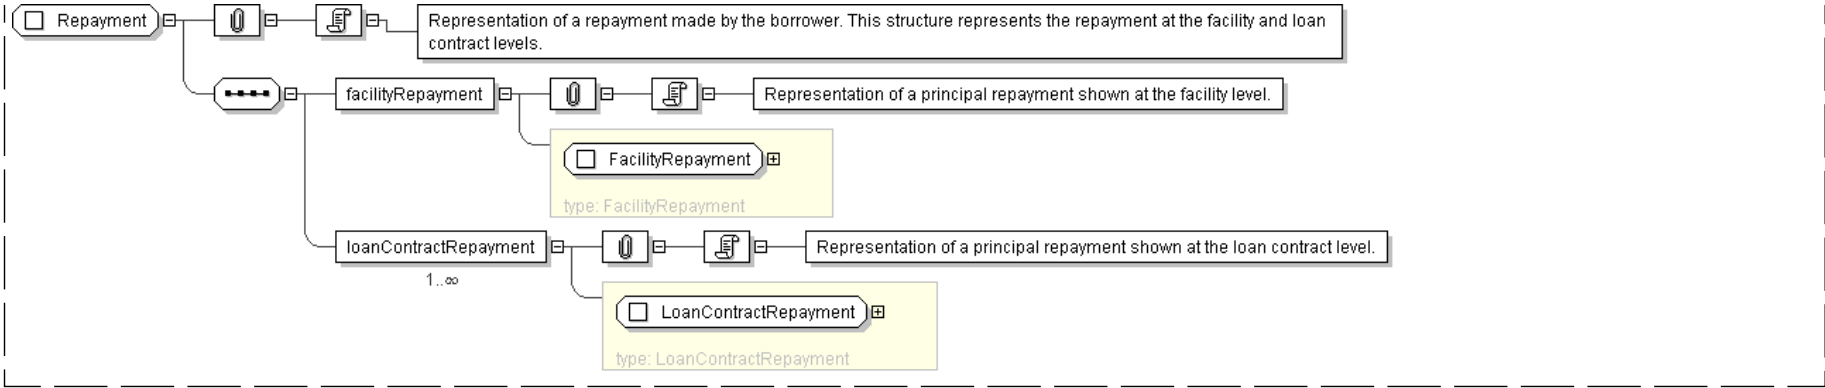 Repayment
Representation of a repayment made by the borrower. This structure represents the repayment at the facility and loan
contract levels.
facilityRepayment
Representation of a principal repayment shown at the facility level.
FacilityRepayment
type: FacilityRepayment
loanContractRepayment
Representation of a principal repayment shown at the loan contract level.
1..∞
LoanContractRepayment
type: LoanContractRepayment